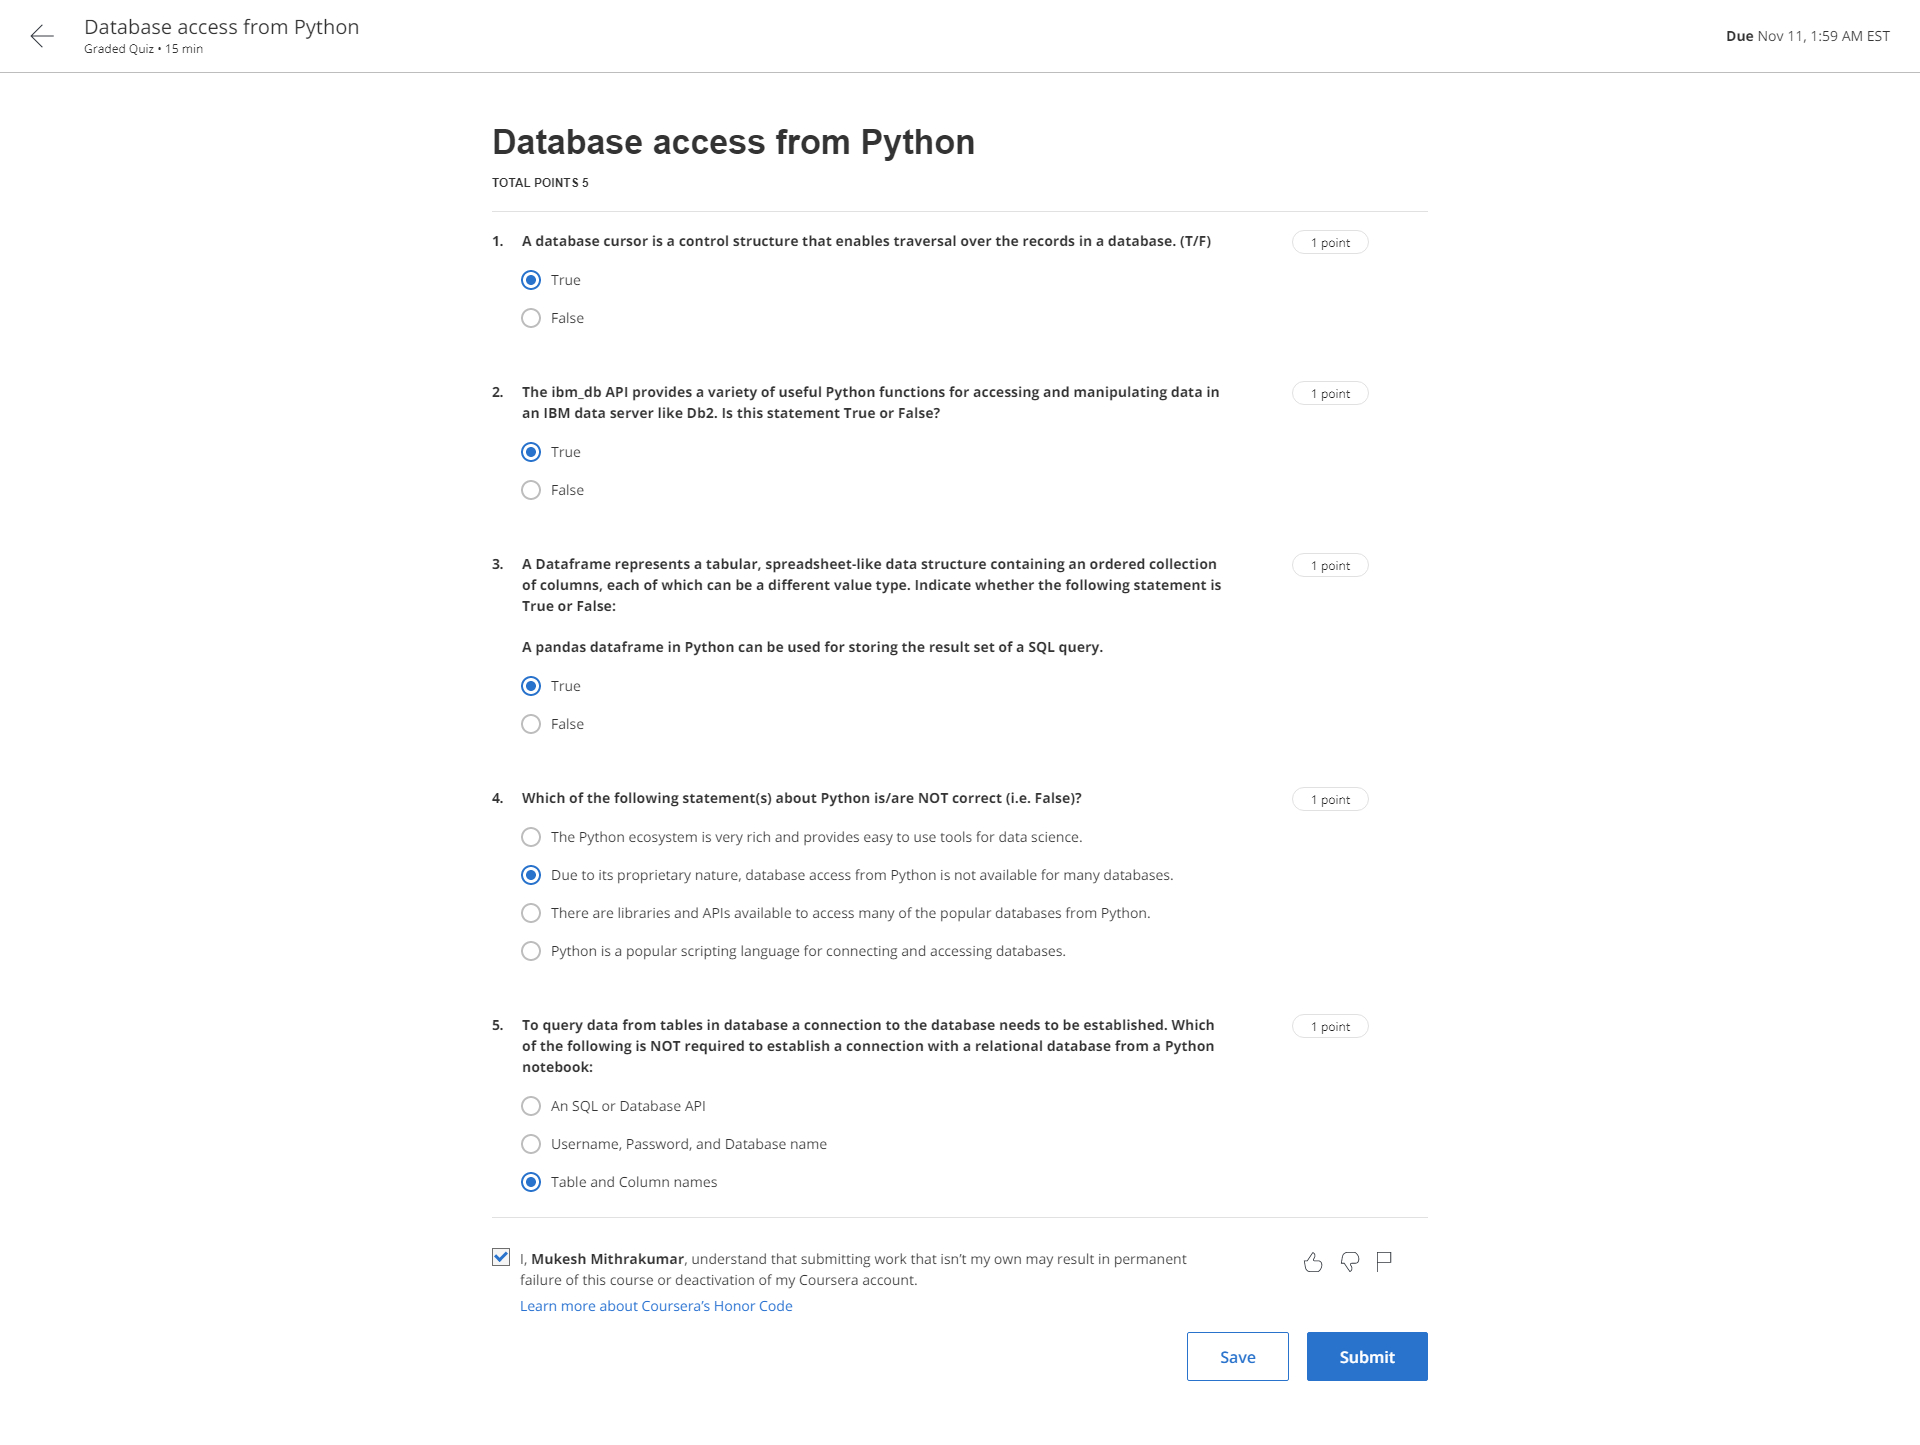 Database access from Python
Graded Quiz • 15 min
Due Nov 11, 1:59 AM EST
Database access from Python
TOTAL POINTS 5
1. A database cursor is a control structure that enables traversal over the records in a database. (T/F)
1 point
True
False
2. The ibm_db API provides a variety of useful Python functions for accessing and manipulating data in
an IBM data server like Db2. Is this statement True or False?
1 point
True
False
3. A Dataframe represents a tabular, spreadsheet-like data structure containing an ordered collection
of columns, each of which can be a different value type. Indicate whether the following statement is
True or False:
1 point
A pandas dataframe in Python can be used for storing the result set of a SQL query.
True
False
4. Which of the following statement(s) about Python is/are NOT correct (i.e. False)?
1 point
The Python ecosystem is very rich and provides easy to use tools for data science.
Due to its proprietary nature, database access from Python is not available for many databases.
There are libraries and APIs available to access many of the popular databases from Python.
Python is a popular scripting language for connecting and accessing databases.
5. To query data from tables in database a connection to the database needs to be established. Which
of the following is NOT required to establish a connection with a relational database from a Python
notebook:
1 point
An SQL or Database API
Username, Password, and Database name
Table and Column names
I, Mukesh Mithrakumar, understand that submitting work that isn't my own may result in permanent
failure of this course or deactivation of my Coursera account.
Learn more about Coursera's Honor Code
Save
Submit